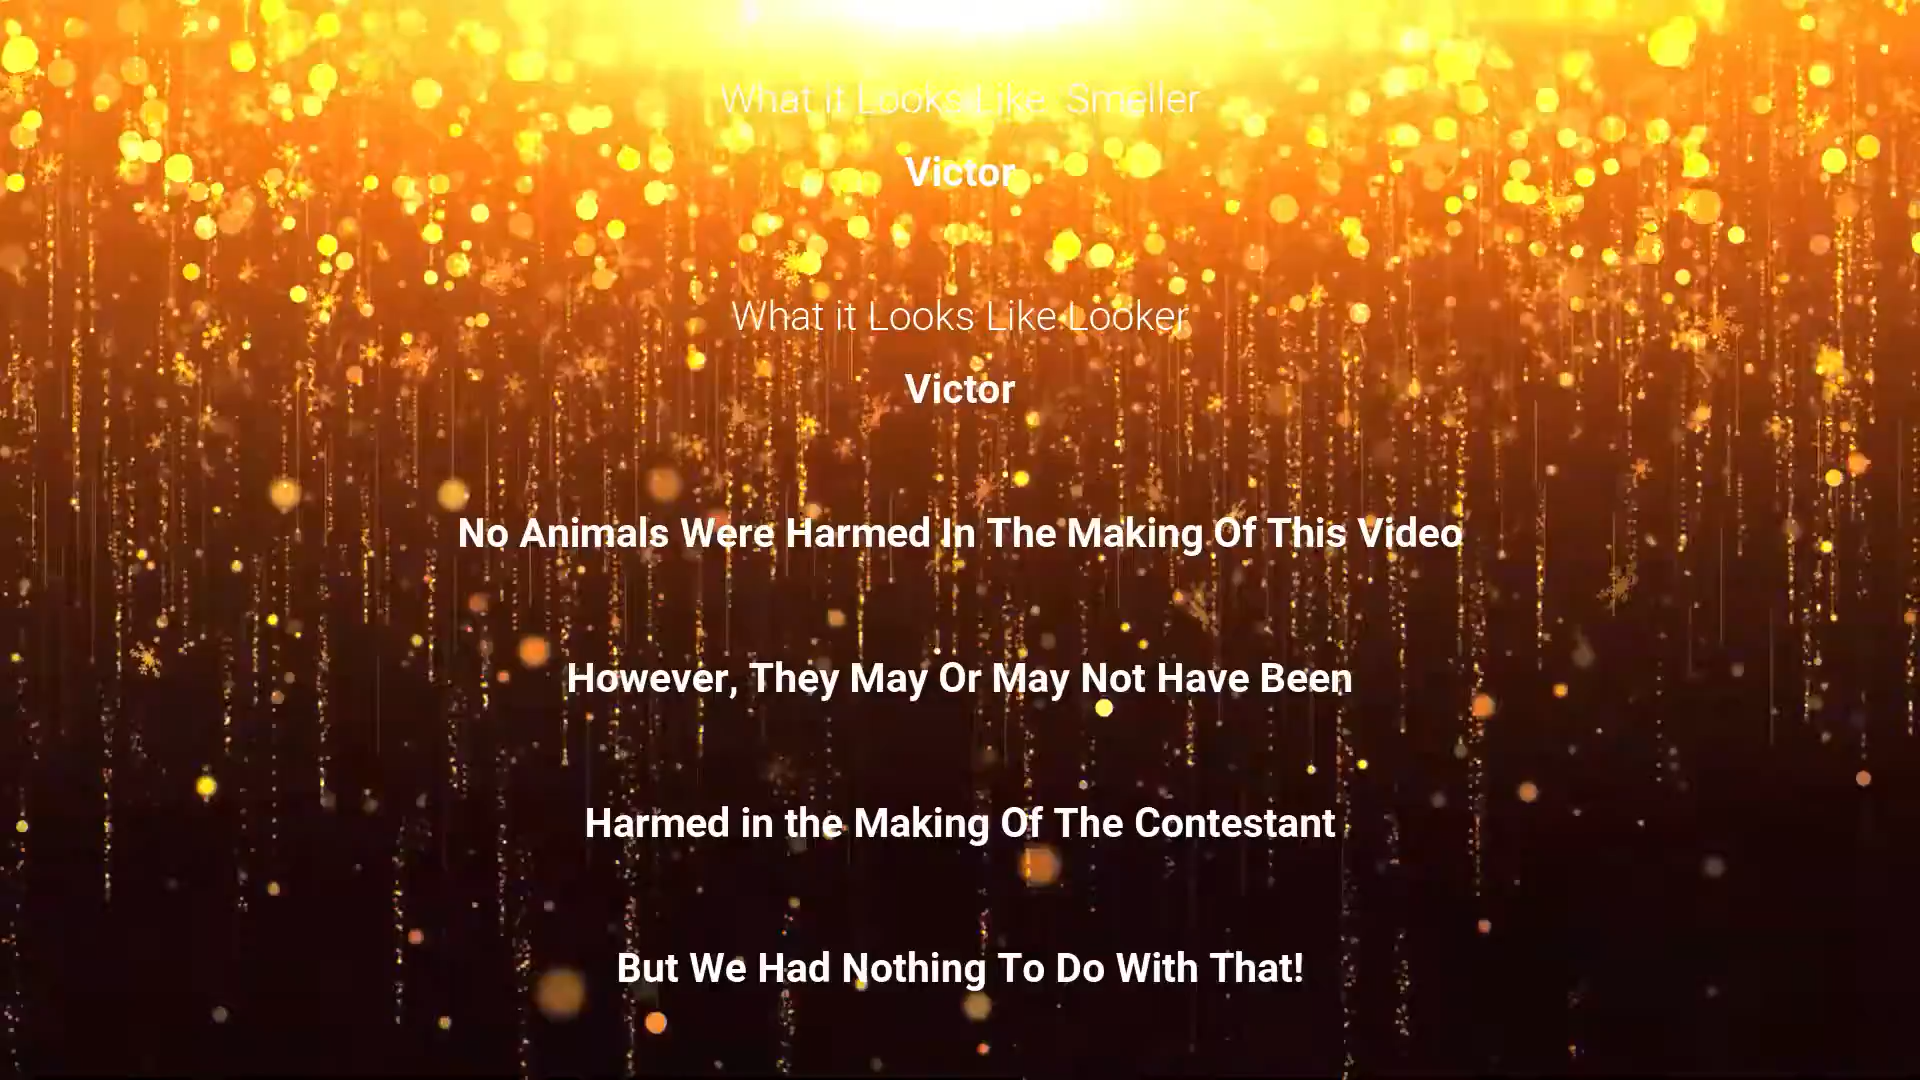 What it Looks Like  Smeller
Victor
What it Looks Like Looker
Victor
No Animals Were Harmed In The Making Of This Video
However, They May Or May Not Have Been
Harmed in the Making Of The Contestant
But We Had Nothing To Do With That!